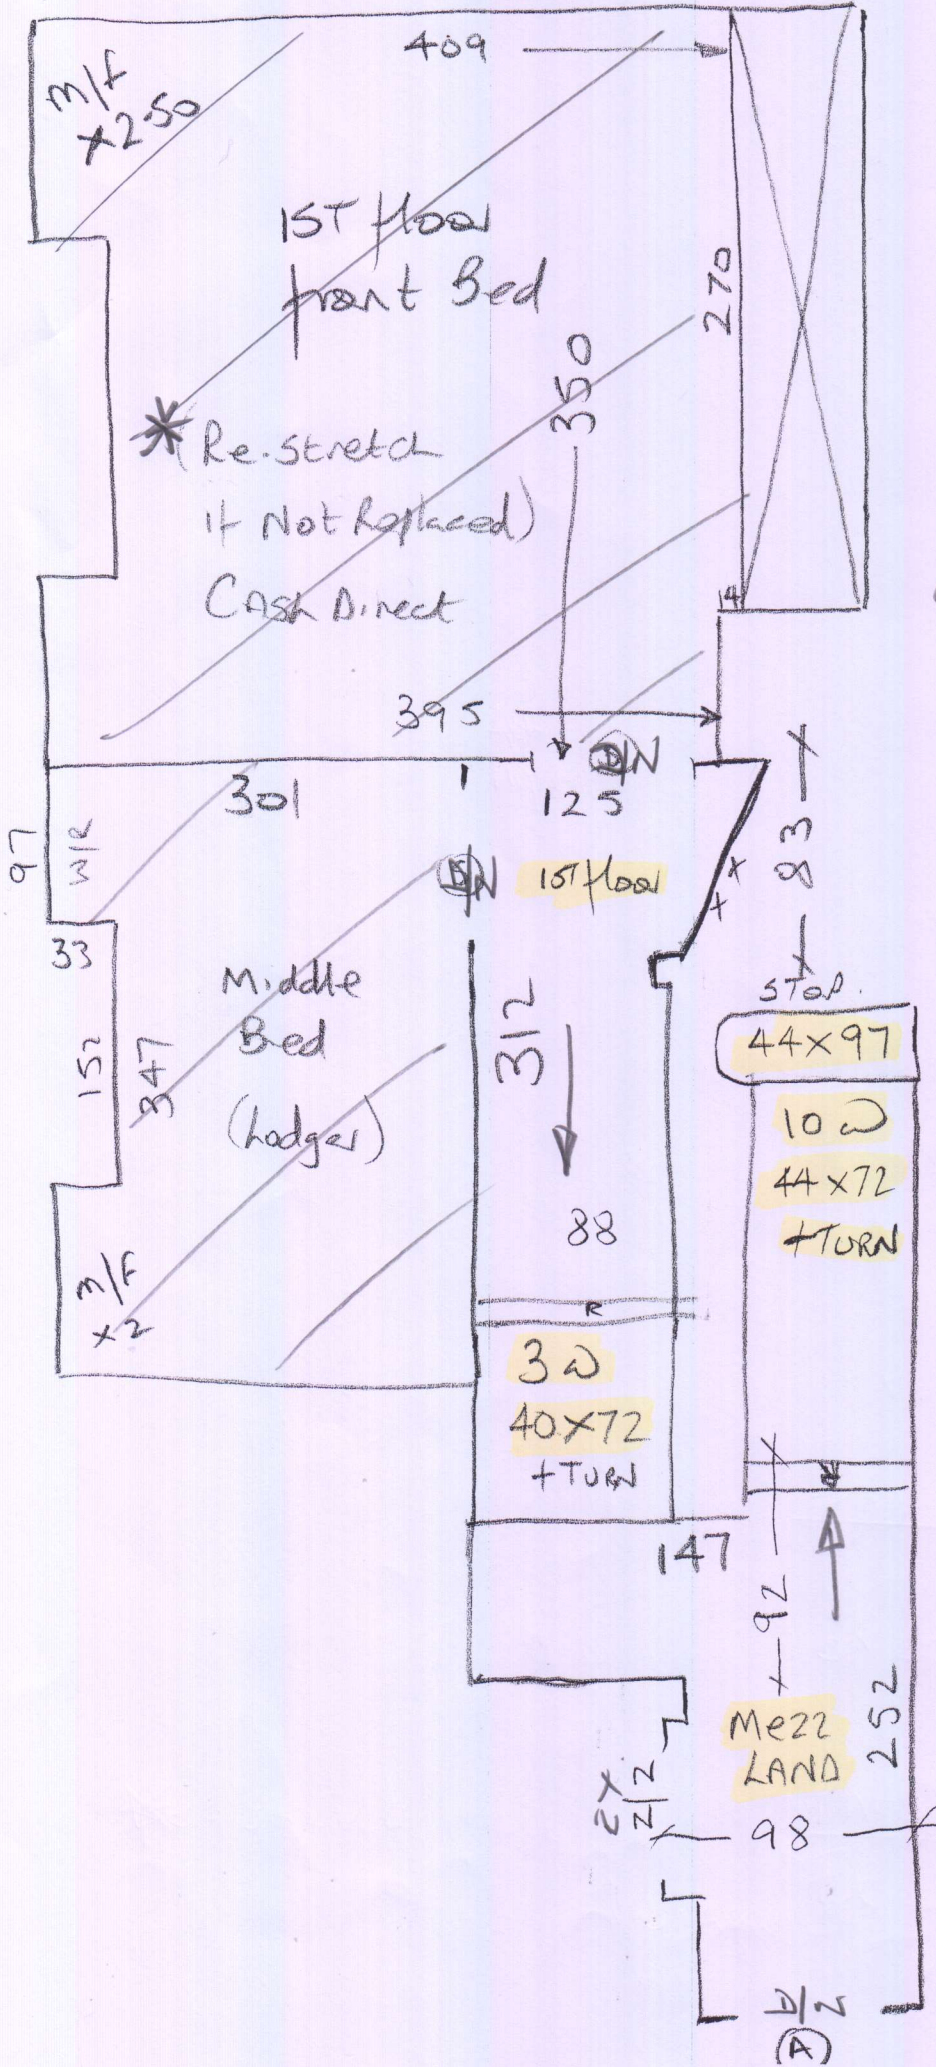 409
m/f
x2.50
1ST floor
front Bed
270
350
* (Re-Stretch
if Not Replaced)
Cash Direct
14
395
301
125
97
W/R
1ST floor
83
33
Middle
Bed
(Lodger)
152
347
312
STOP.
44x97
10 W
44x72
+TURN
88
m/f
x2
R
3 W
40x72
+TURN
R
147
92
Mezz
LAND
252
98